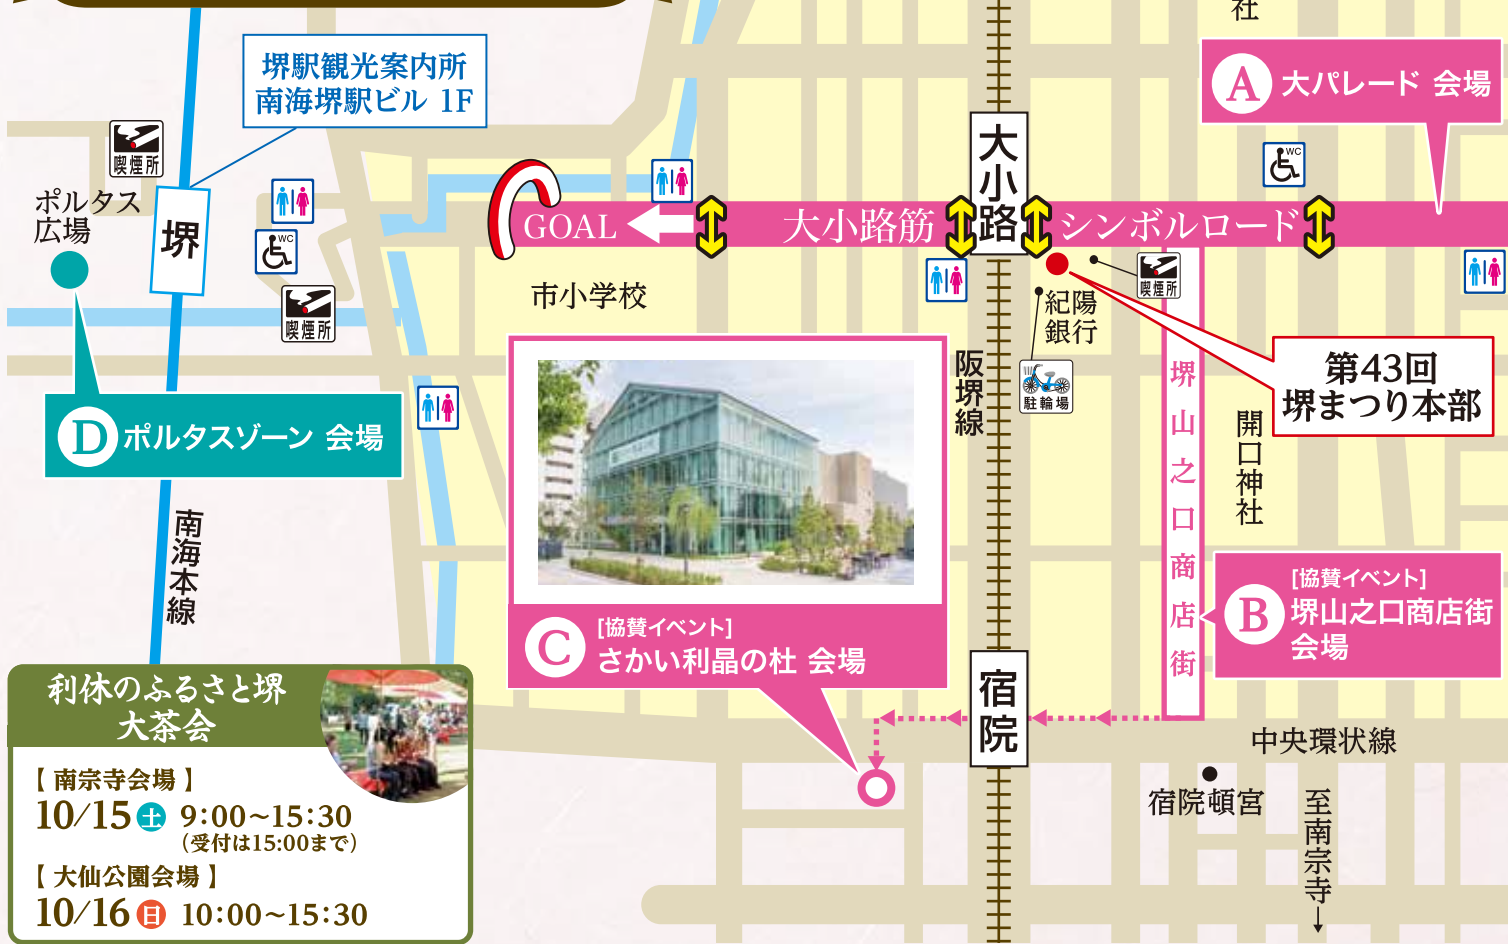 社
堺駅観光案内所
南海堺駅ビル 1F
A 大パレード 会場
喫煙所
大小路
WC
ポルタス
広場
堺
WC
GOAL
大小路筋
シンボルロード
喫煙所
喫煙所
市小学校
紀陽
銀行
第43回
堺まつり本部
阪堺線
駐輪場
堺山之口商店街
開口神社
D ポルタスゾーン 会場
南海本線
B [協賛イベント]
堺山之口商店街
会場
C [協賛イベント]
さかい利晶の杜 会場
宿院
中央環状線
宿院頓宮
至南宗寺→
利休のふるさと堺
大茶会
【 南宗寺会場 】
10/15 土 9:00~15:30
(受付は15:00まで)
【 大仙公園会場 】
10/16 日 10:00~15:30